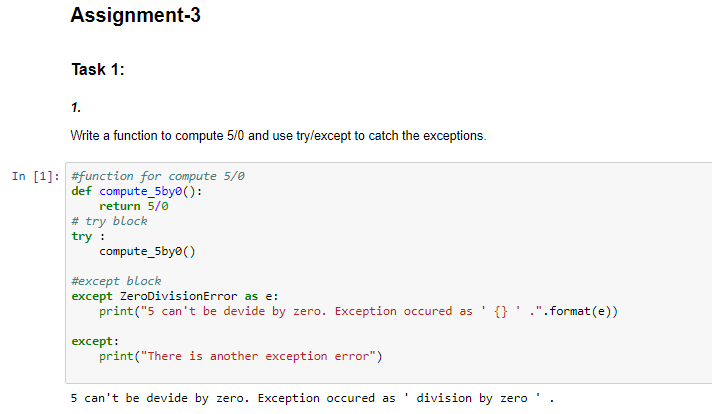 Assignment-3
Task 1:
1.
Write a function to compute 5/0 and use try/except to catch the exceptions.
In [1]: #function for compute 5/0
def compute_5by0():
    return 5/0
# try block
try :
    compute_5by0()
#except block
except ZeroDivisionError as e:
    print("5 can't be devide by zero. Exception occured as ' {} ' .".format(e))
except:
    print("There is another exception error")
5 can't be devide by zero. Exception occured as ' division by zero ' .